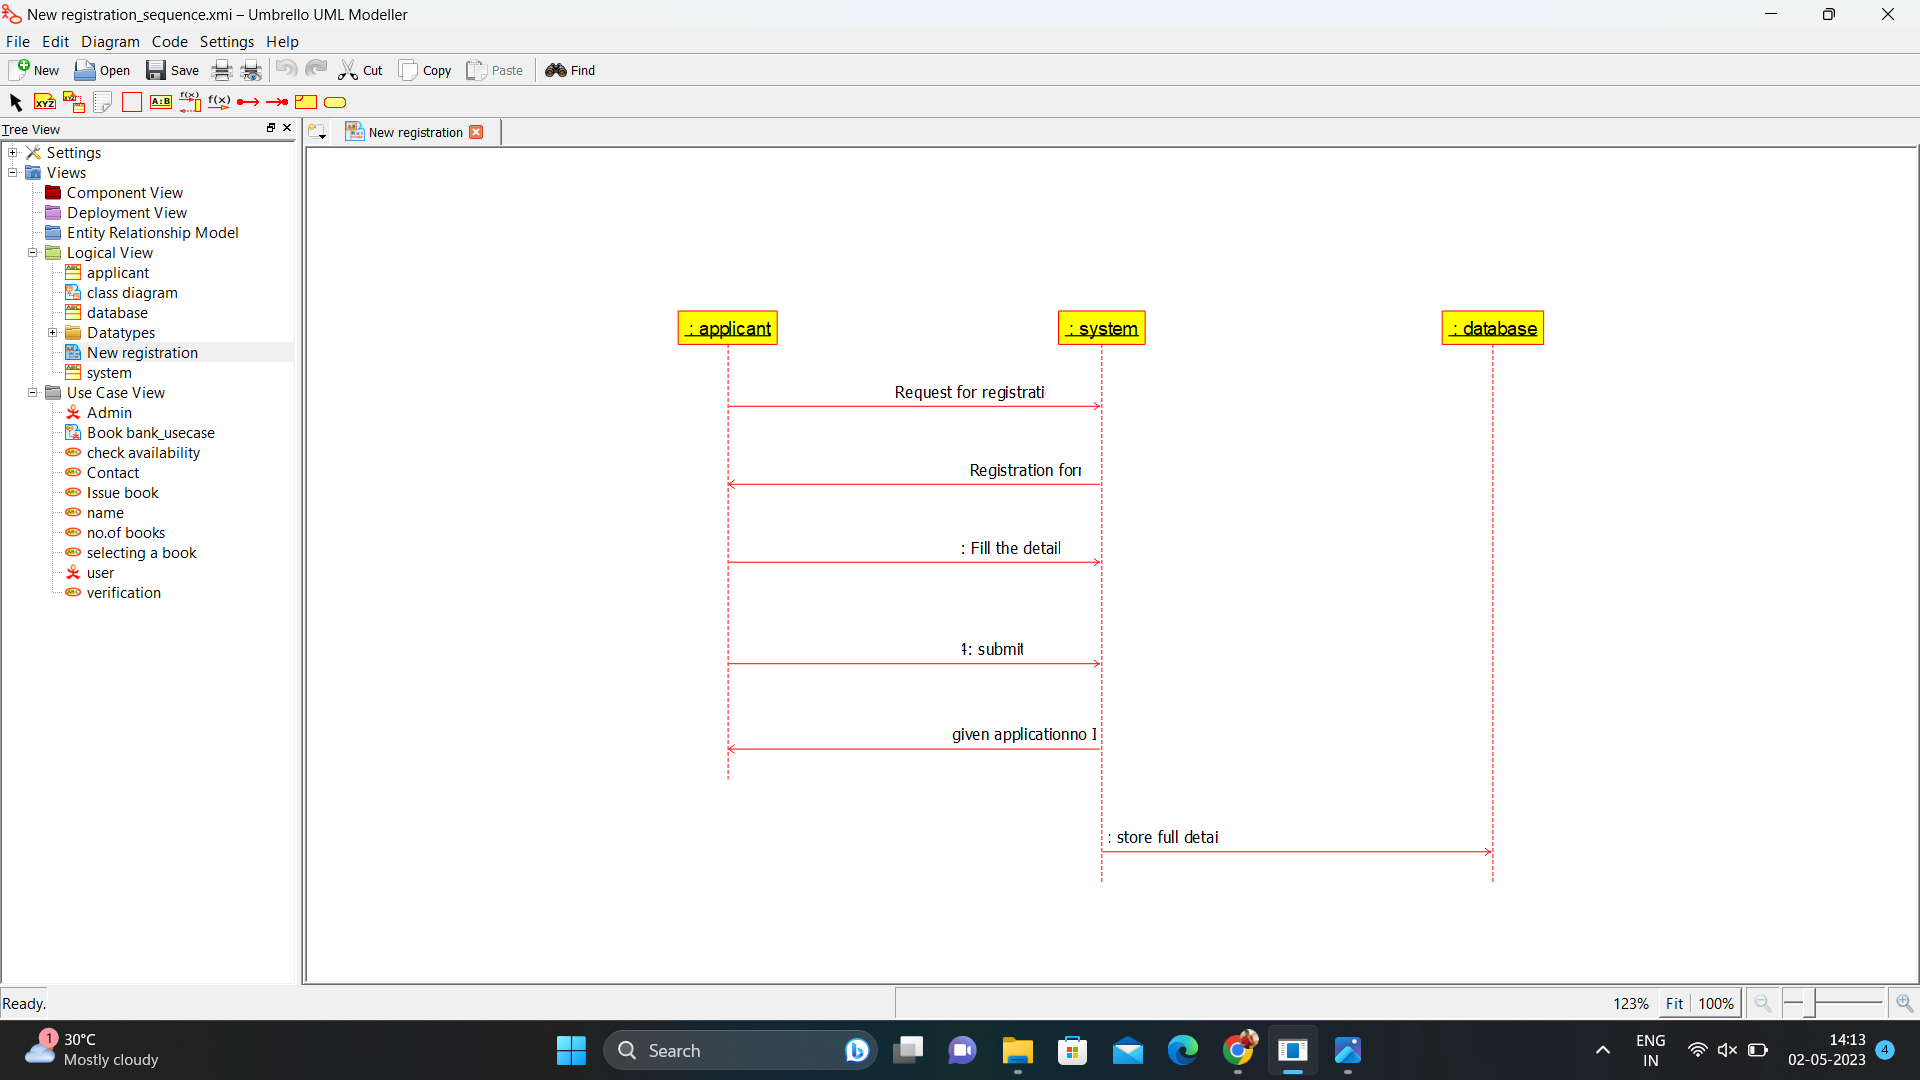 New registration_sequence.xmi – Umbrello UML Modeller
File Edit Diagram Code Settings Help
New Open Save Cut Copy Paste Find
XYZ A:B f(x) f(x)
Tree View
New registration
Settings
Views
Component View
Deployment View
Entity Relationship Model
Logical View
applicant
class diagram
database
Datatypes
New registration
system
Use Case View
Admin
Book bank_usecase
check availability
Contact
Issue book
name
no.of books
selecting a book
user
verification
: applicant : system : database
Request for registrati
Registration forr
: Fill the detail
4: submit
given applicationno I
: store full detai
Ready. 123% Fit 100%
1 30°C
Mostly cloudy
Search
ENG
IN
14:13
02-05-2023
4